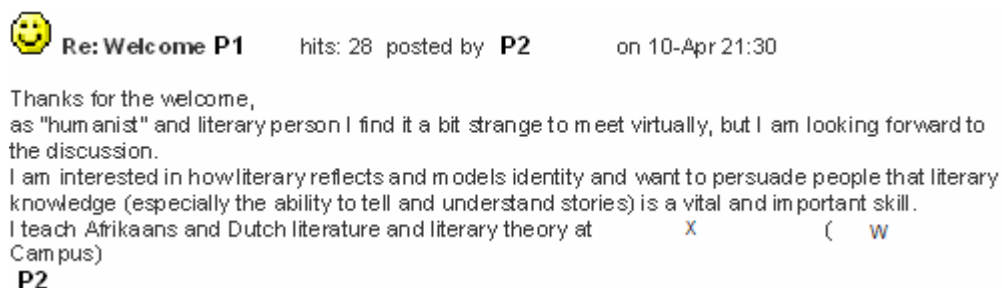 Re: Welcome P1 hits: 28 posted by P2 on 10-Apr 21:30
Thanks for the welcome,
as "humanist" and literary person I find it a bit strange to meet virtually, but I am looking forward to
the discussion.
I am interested in how literary reflects and models identity and want to persuade people that literary
knowledge (especially the ability to tell and understand stories) is a vital and important skill.
I teach Afrikaans and Dutch literature and literary theory at X ( W
Campus)
P2